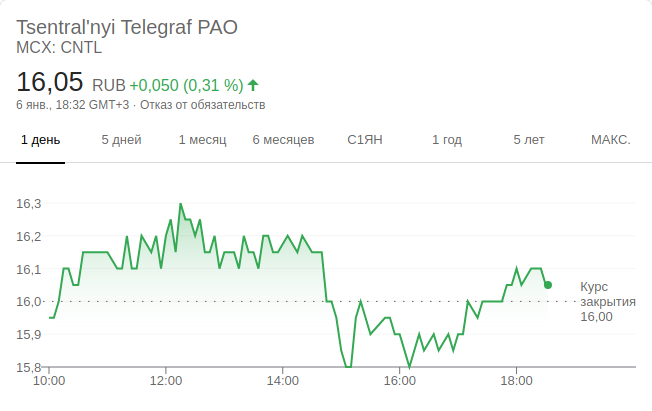 Tsentral'nyi Telegraf PAO
MCX: CNTL
16,05 RUB +0,050 (0,31 %)
6 янв., 18:32 GMT+3 · Отказ от обязательств
1 день 5 дней 1 месяц 6 месяцев С1ЯН 1 год 5 лет МАКС.
16,3
16,2
16,1
16,0
15,9
15,8
Курс
закрытия
16,00
10:00 12:00 14:00 16:00 18:00